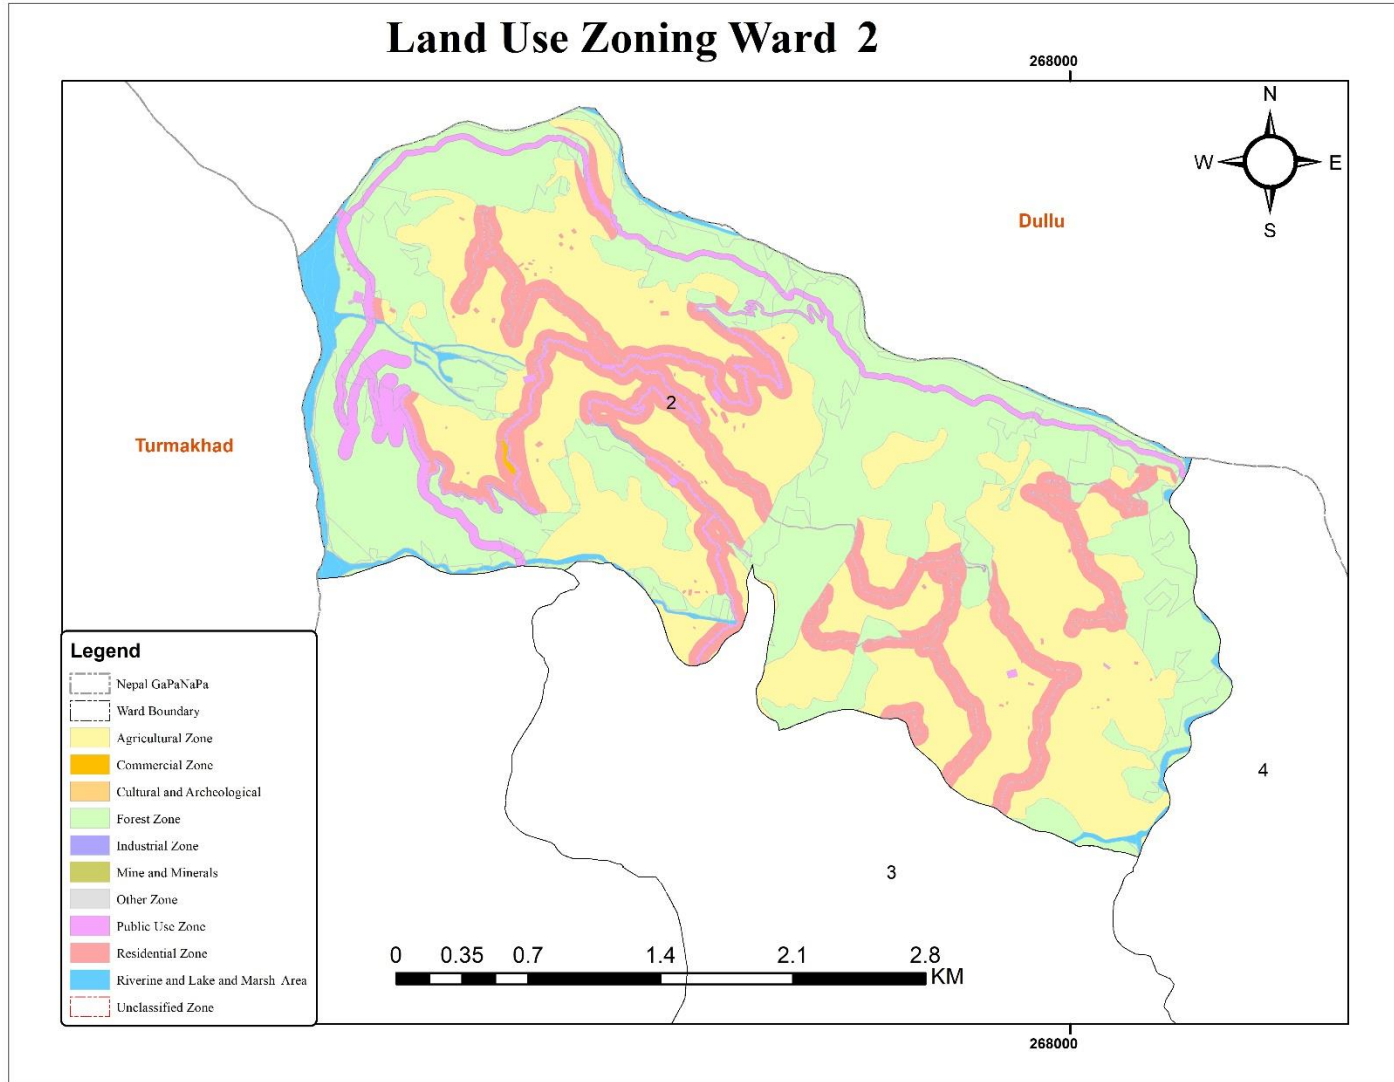 Land Use Zoning Ward 2
268000
N
W
E
S
Dullu
Turmakhad
2
4
3
Legend
Nepal GaPaNaPa
Ward Boundary
Agricultural Zone
Commercial Zone
Cultural and Archeological
Forest Zone
Industrial Zone
Mine and Minerals
Other Zone
Public Use Zone
Residential Zone
Riverine and Lake and Marsh Area
Unclassified Zone
0 0.35 0.7 1.4 2.1 2.8
KM
268000